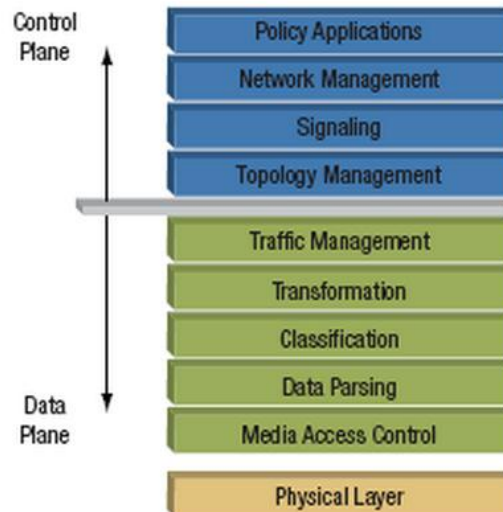 Control
Plane
Policy Applications
Network Management
Signaling
Topology Management
Traffic Management
Transformation
Classification
Data Parsing
Data
Plane
Media Access Control
Physical Layer